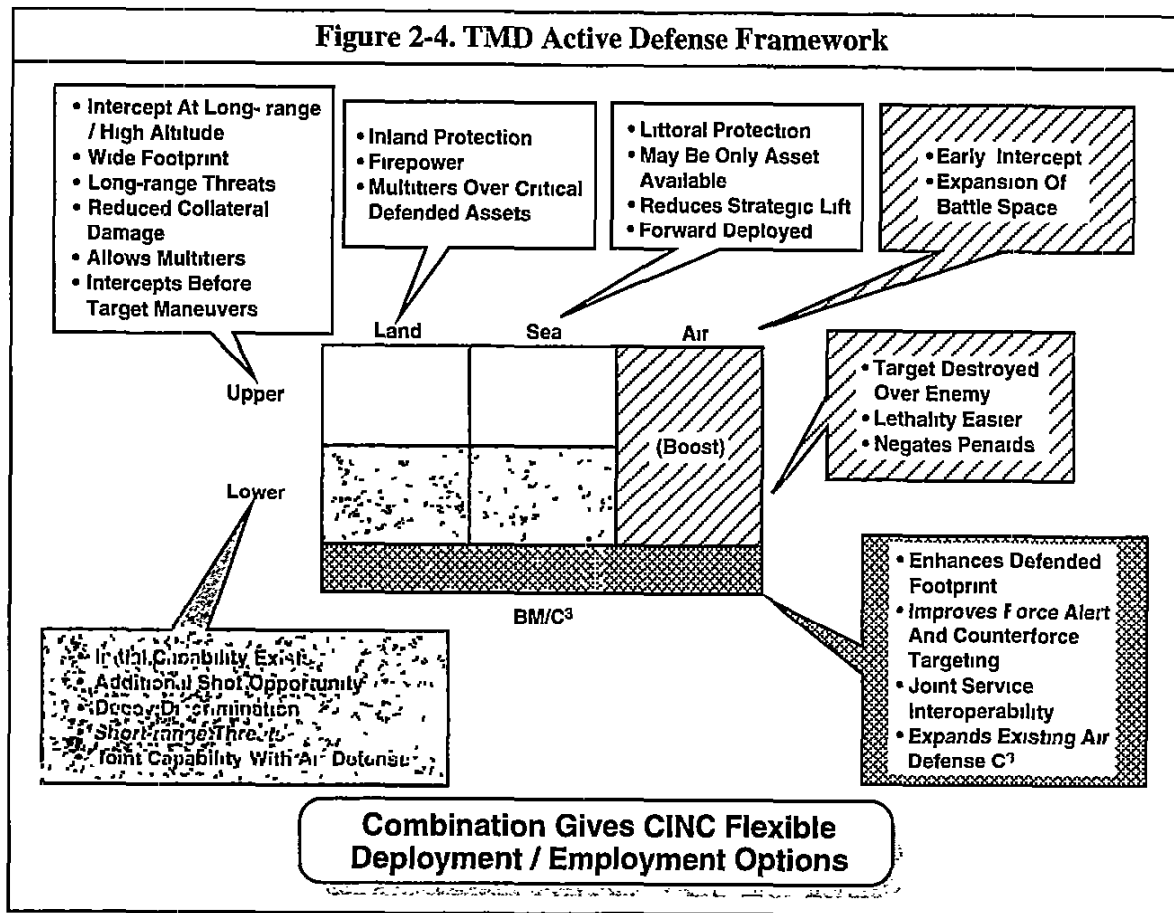 Figure 2-4. TMD Active Defense Framework
• Intercept At Long- range
/ High Altitude
• Wide Footprint
• Long-range Threats
• Reduced Collateral
Damage
• Allows Multitiers
• Intercepts Before
Target Maneuvers
• Inland Protection
• Firepower
• Multitiers Over Critical
Defended Assets
• Littoral Protection
• May Be Only Asset
Available
• Reduces Strategic Lift
• Forward Deployed
• Early Intercept
• Expansion Of
Battle Space
Land Sea Air
Upper
(Boost)
Lower
BM/C³
• Target Destroyed
Over Enemy
• Lethality Easier
• Negates Penaids
• Enhances Defended
Footprint
• Improves Force Alert
And Counterforce
Targeting
• Joint Service
Interoperability
• Expands Existing Air
Defense C³
• Initial Capability Exists
• Additional Shot Opportunity
• Decoy Discrimination
• Short-range Threats
• Joint Capability With Air Defense
Combination Gives CINC Flexible
Deployment / Employment Options